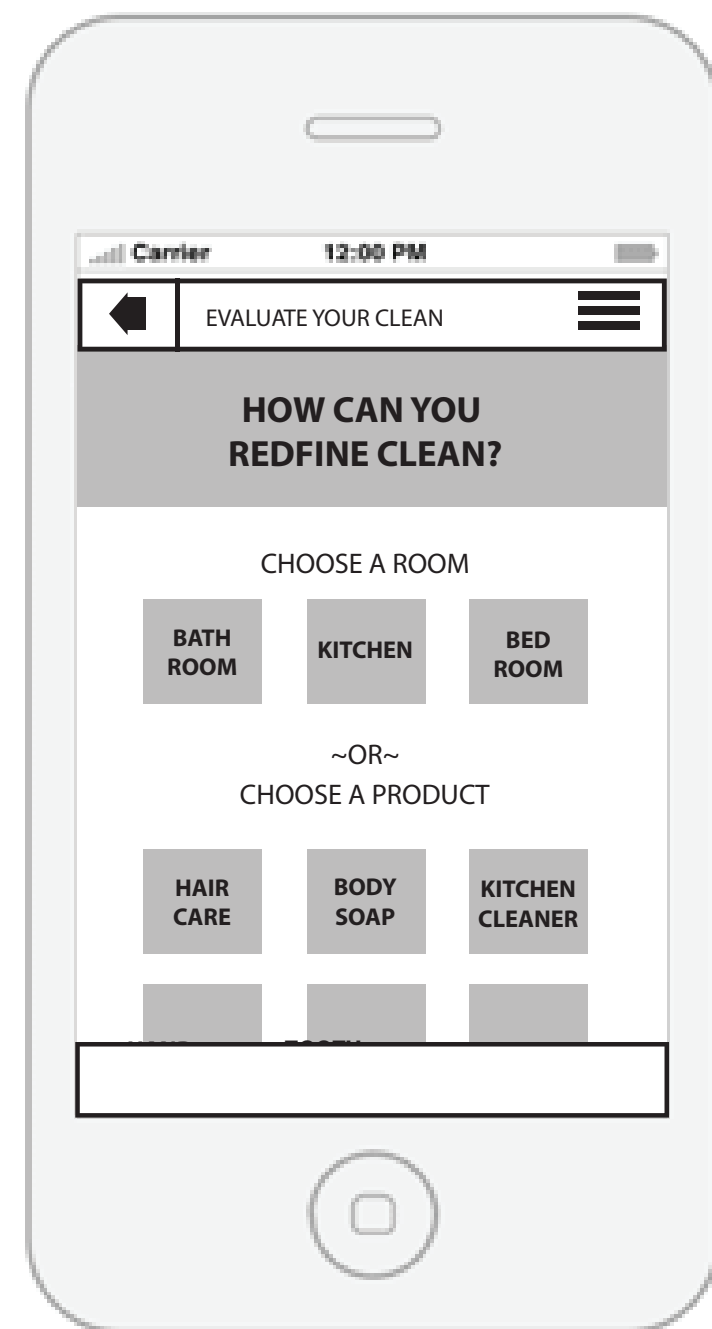 Carrier 12:00 PM
EVALUATE YOUR CLEAN
HOW CAN YOU
REDFINE CLEAN?
CHOOSE A ROOM
BATH
ROOM
KITCHEN
BED
ROOM
~OR~
CHOOSE A PRODUCT
HAIR
CARE
BODY
SOAP
KITCHEN
CLEANER